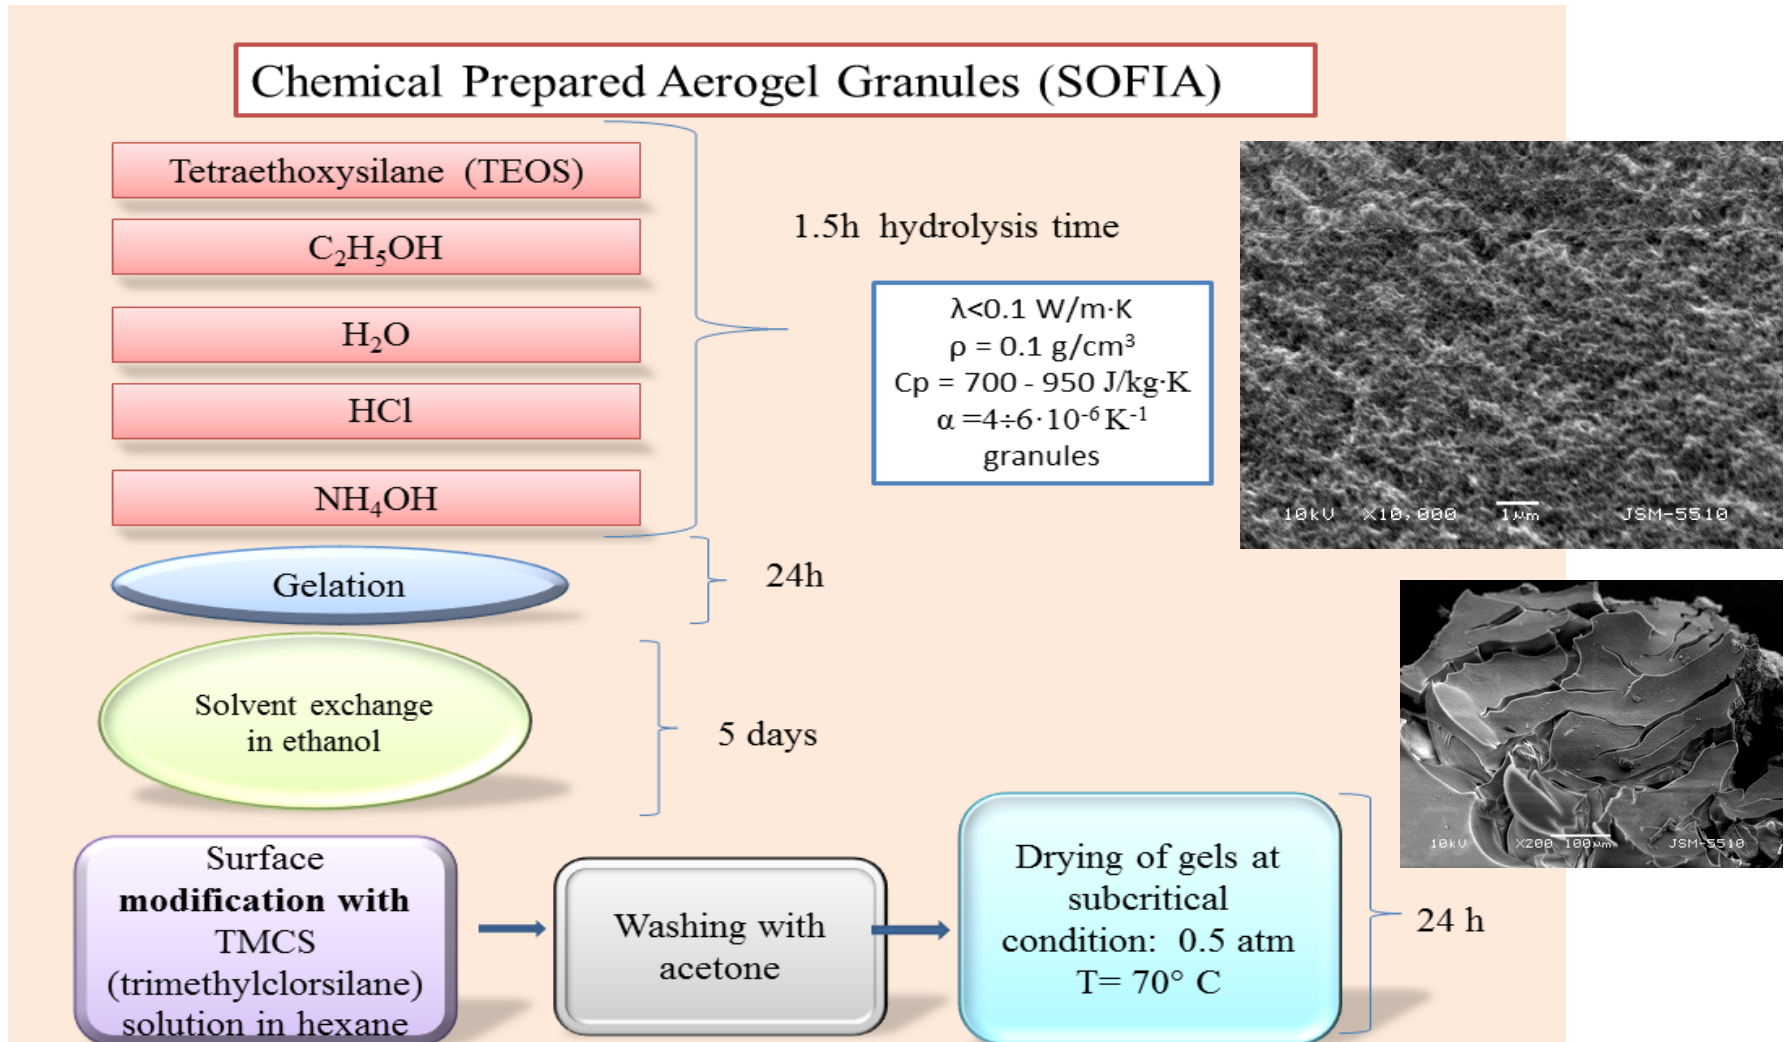 Chemical Prepared Aerogel Granules (SOFIA)
Tetraethoxysilane (TEOS)
C₂H₅OH
H₂O
HCl
NH₄OH
1.5h hydrolysis time
λ<0.1 W/m·K
ρ = 0.1 g/cm³
Cp = 700 - 950 J/kg·K
α =4÷6·10⁻⁶ K⁻¹
granules
10kV X10,000 1μm JSM-5510
Gelation
24h
Solvent exchange
in ethanol
5 days
10kV X200 100μm JSM-5510
Surface
modification with
TMCS
(trimethylclorsilane)
solution in hexane
Washing with
acetone
Drying of gels at
subcritical
condition: 0.5 atm
T= 70° C
24 h